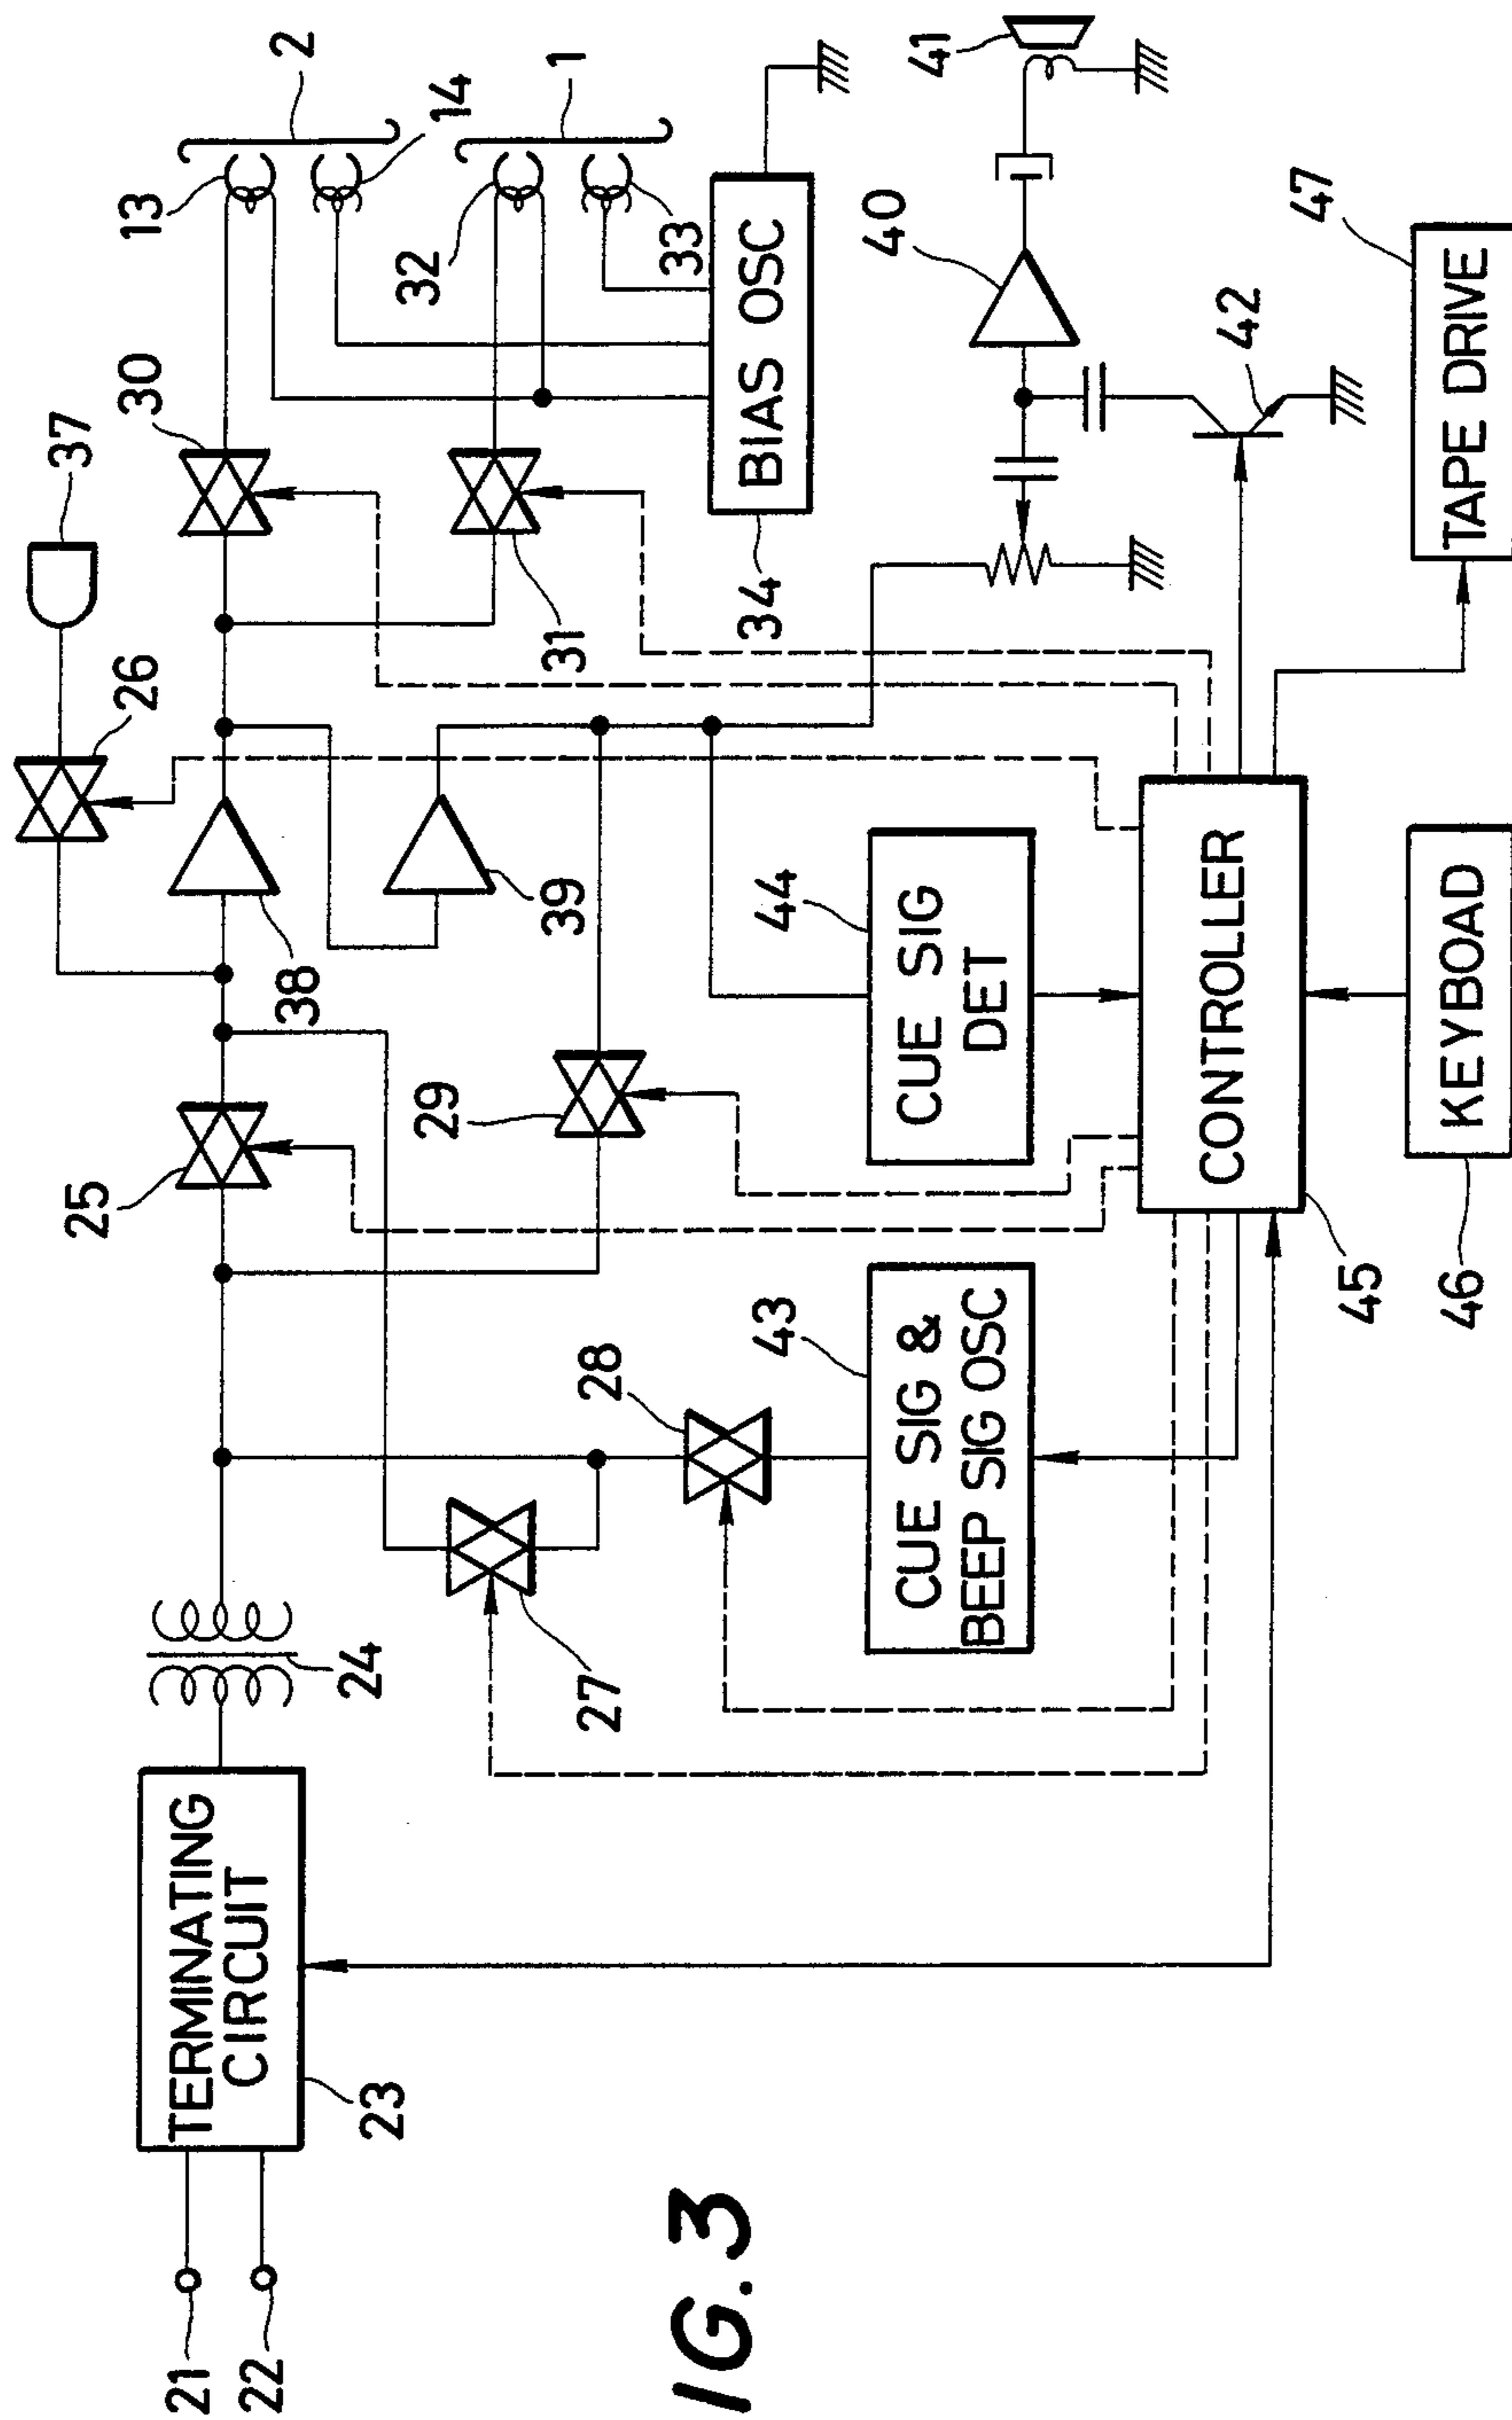 37
2
26
30
13
14
25
38
32
1
24
39
31
33
TERMINATING
CIRCUIT
29
34
BIAS OSC
41
21
22
23
27
28
43
CUE SIG &
BEEP SIG OSC
44
CUE SIG
DET
40
42
CONTROLLER
45
47
TAPE DRIVE
46
KEYBOAD
IG. 3